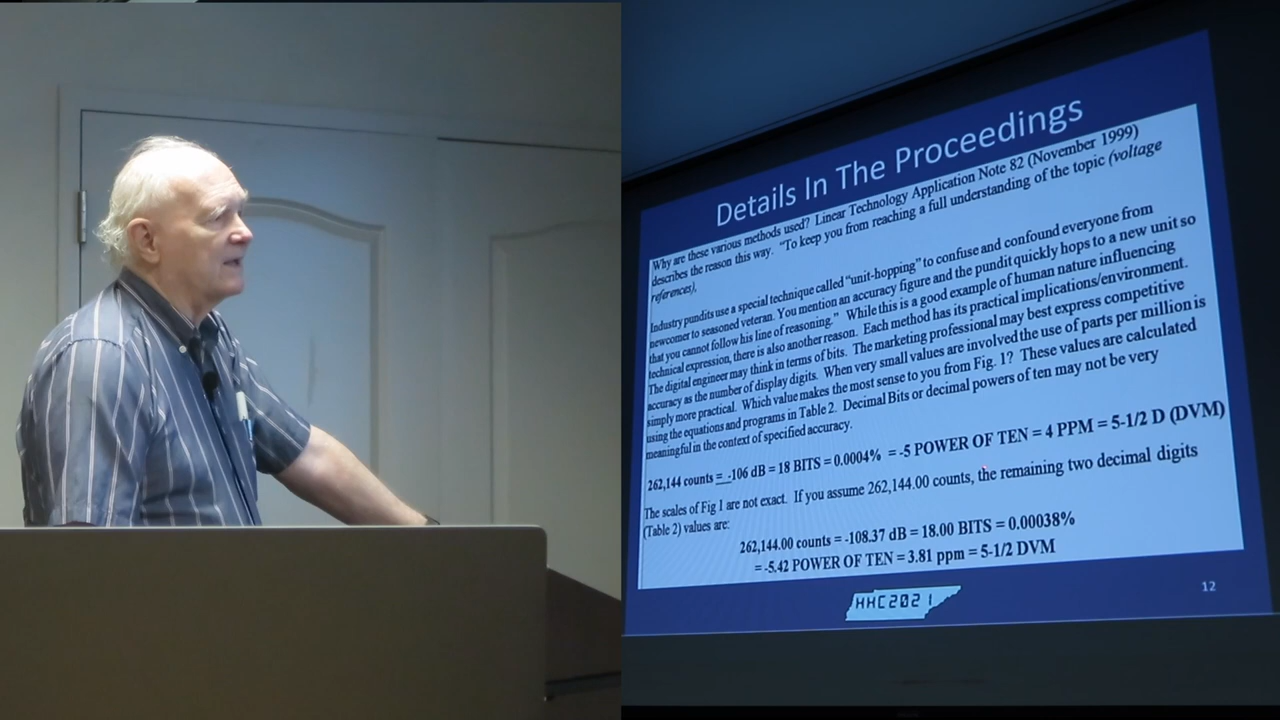 Details In The Proceedings
Why are these various methods used? Linear Technology Application Note 82 (November 1999)
describes the reason this way. "To keep you from reaching a full understanding of the topic (voltage
references),
Industry pundits use a special technique called "unit-hopping" to confuse and confound everyone from
newcomer to seasoned veteran. You mention an accuracy figure and the pundit quickly hops to a new unit so
that you cannot follow his line of reasoning." While this is a good example of human nature influencing
technical expression, there is also another reason. Each method has its practical implications/environment.
The digital engineer may think in terms of bits. The marketing professional may best express competitive
accuracy as the number of display digits. When very small values are involved the use of parts per million is
simply more practical. Which value makes the most sense to you from Fig. 1? These values are calculated
using the equations and programs in Table 2. Decimal Bits or decimal powers of ten may not be very
meaningful in the context of specified accuracy.
262,144 counts = -106 dB = 18 BITS = 0.0004% = -5 POWER OF TEN = 4 PPM = 5-1/2 D (DVM)
The scales of Fig 1 are not exact. If you assume 262,144.00 counts, the remaining two decimal digits
(Table 2) values are:
262,144.00 counts = -108.37 dB = 18.00 BITS = 0.00038%
= -5.42 POWER OF TEN = 3.81 ppm = 5-1/2 DVM
HHC2021
12